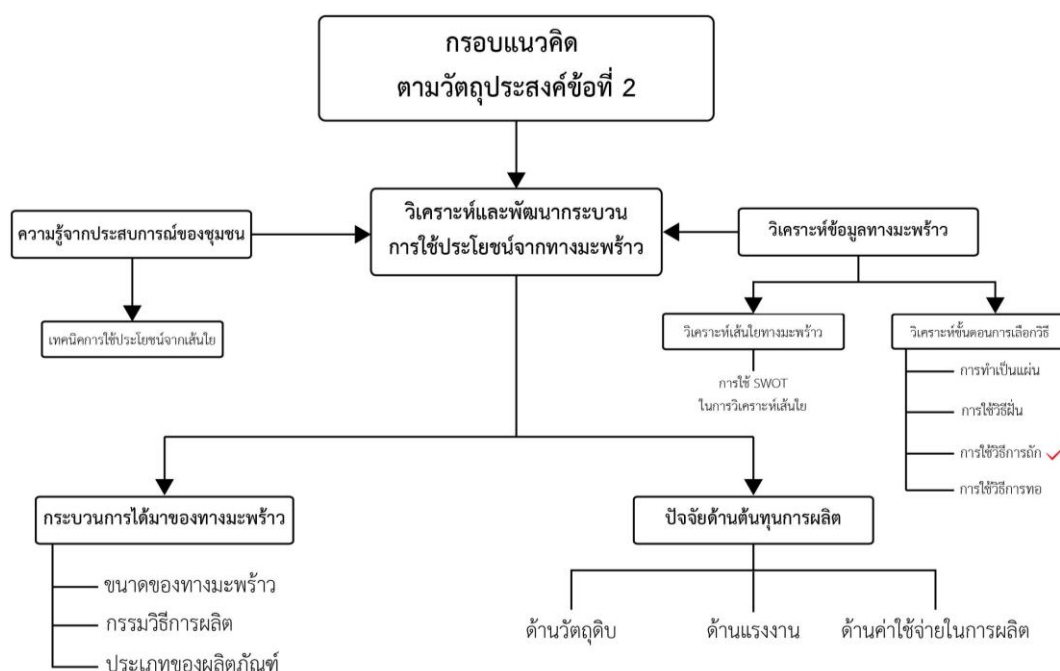 กรอบแนวคิด
ตามวัตถุประสงค์ข้อที่ 2
วิเคราะห์และพัฒนากระบวน
การใช้ประโยชน์จากทางมะพร้าว
ความรู้จากประสบการณ์ของชุมชน
วิเคราะห์ข้อมูลทางมะพร้าว
เทคนิคการใช้ประโยชน์จากเส้นใย
วิเคราะห์เส้นใยทางมะพร้าว
วิเคราะห์ขั้นตอนการเลือกวิธี
การใช้ SWOT
ในการวิเคราะห์เส้นใย
การทำเป็นแผ่น
การใช้วิธีฝั่น
การใช้วิธีการถัก
การใช้วิธีการทอ
กระบวนการได้มาของทางมะพร้าว
ขนาดของทางมะพร้าว
กรรมวิธีการผลิต
ประเภทของผลิตภัณฑ์
ปัจจัยด้านต้นทุนการผลิต
ด้านวัตถุดิบ
ด้านแรงงาน
ด้านค่าใช้จ่ายในการผลิต